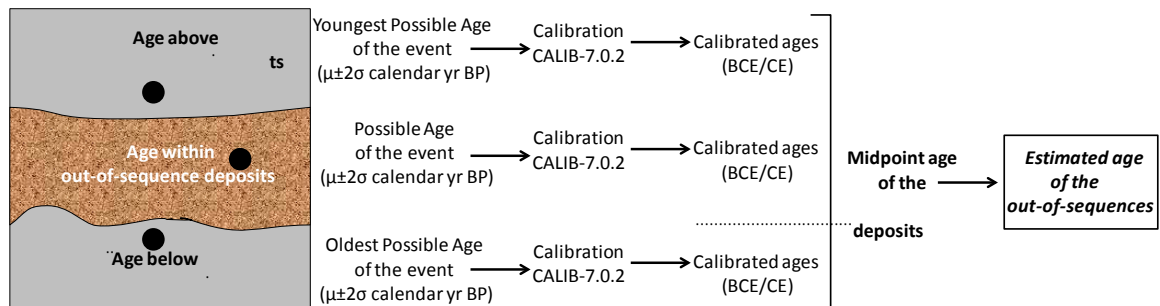 Age above
ts
Age within
out-of-sequence deposits
Age below
Youngest Possible Age
of the event
(μ±2σ calendar yr BP)
Calibration
CALIB-7.0.2
Calibrated ages
(BCE/CE)
Possible Age
of the event
(μ±2σ calendar yr BP)
Calibration
CALIB-7.0.2
Calibrated ages
(BCE/CE)
Oldest Possible Age
of the event
(μ±2σ calendar yr BP)
Calibration
CALIB-7.0.2
Calibrated ages
(BCE/CE)
Midpoint age
of the
deposits
Estimated age
of the
out-of-sequences